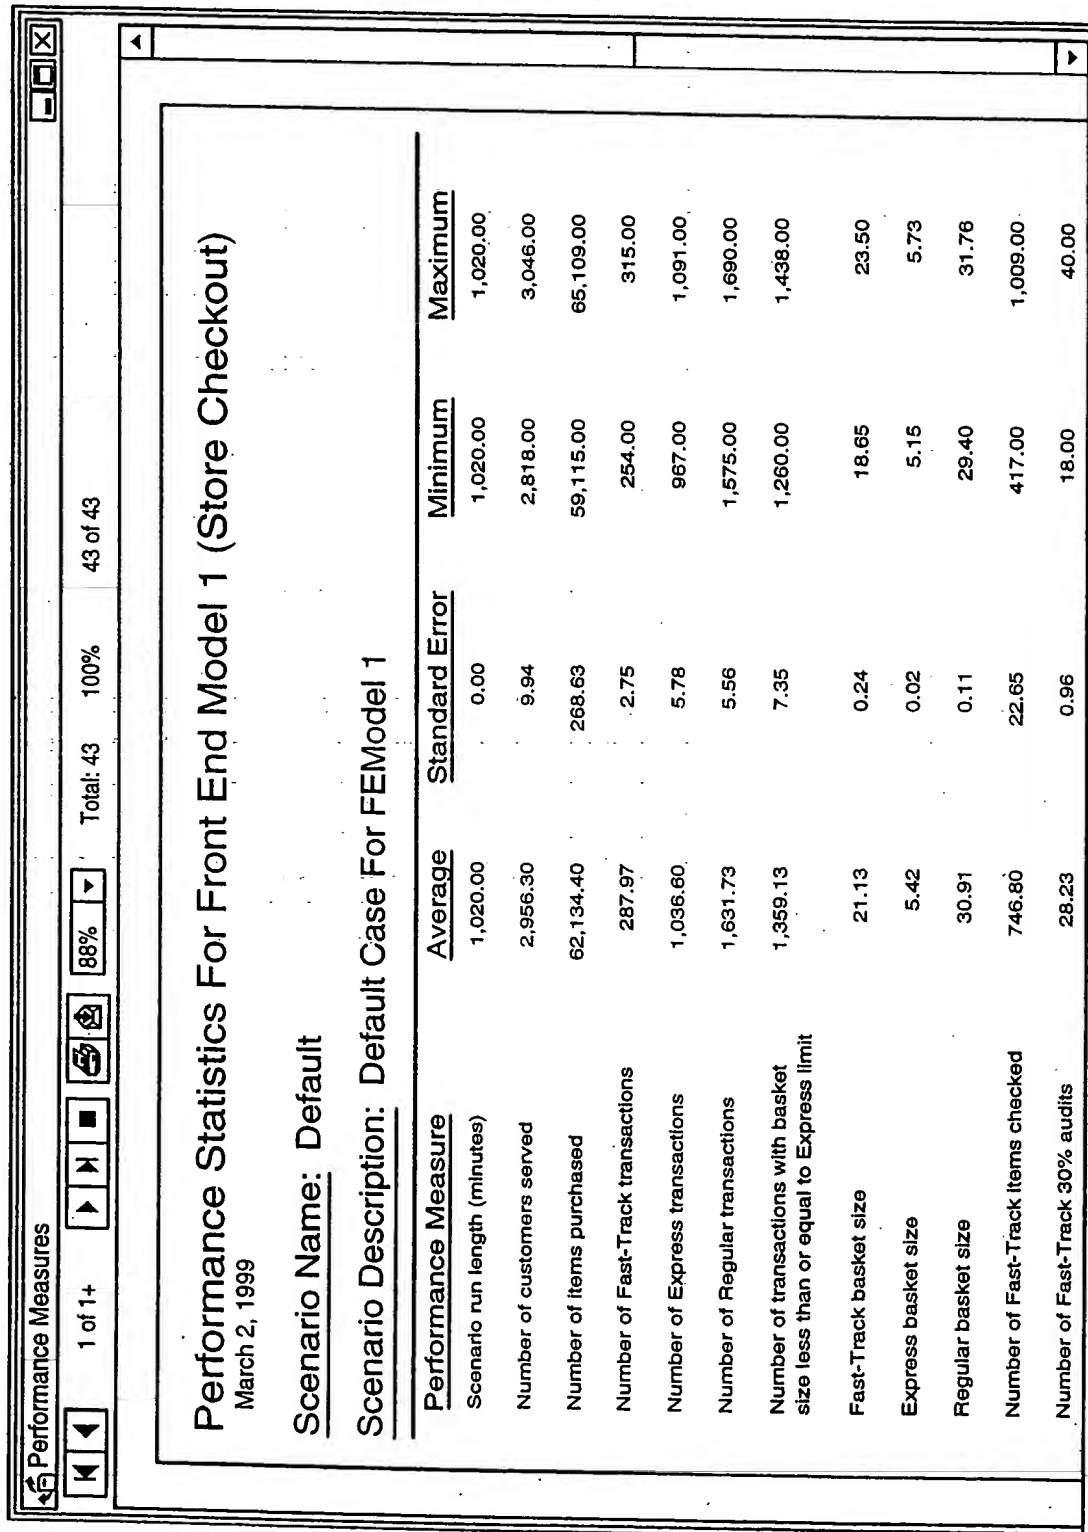 Performance Measures
1 of 1+ 88% Total: 43 100% 43 of 43
Performance Statistics For Front End Model 1 (Store Checkout)
March 2, 1999
Scenario Name: Default
Scenario Description: Default Case For FEModel 1
Performance Measure Average Standard Error Minimum Maximum
Scenario run length (minutes) 1,020.00 0.00 1,020.00 1,020.00
Number of customers served 2,956.30 9.94 2,818.00 3,046.00
Number of items purchased 62,134.40 268.63 59,115.00 65,109.00
Number of Fast-Track transactions 287.97 2.75 254.00 315.00
Number of Express transactions 1,036.60 5.78 967.00 1,091.00
Number of Regular transactions 1,631.73 5.56 1,575.00 1,690.00
Number of transactions with basket 1,359.13 7.35 1,260.00 1,438.00
size less than or equal to Express limit
Fast-Track basket size 21.13 0.24 18.65 23.50
Express basket size 5.42 0.02 5.15 5.73
Regular basket size 30.91 0.11 29.40 31.76
Number of Fast-Track items checked 746.80 22.65 417.00 1,009.00
Number of Fast-Track 30% audits 28.23 0.96 18.00 40.00